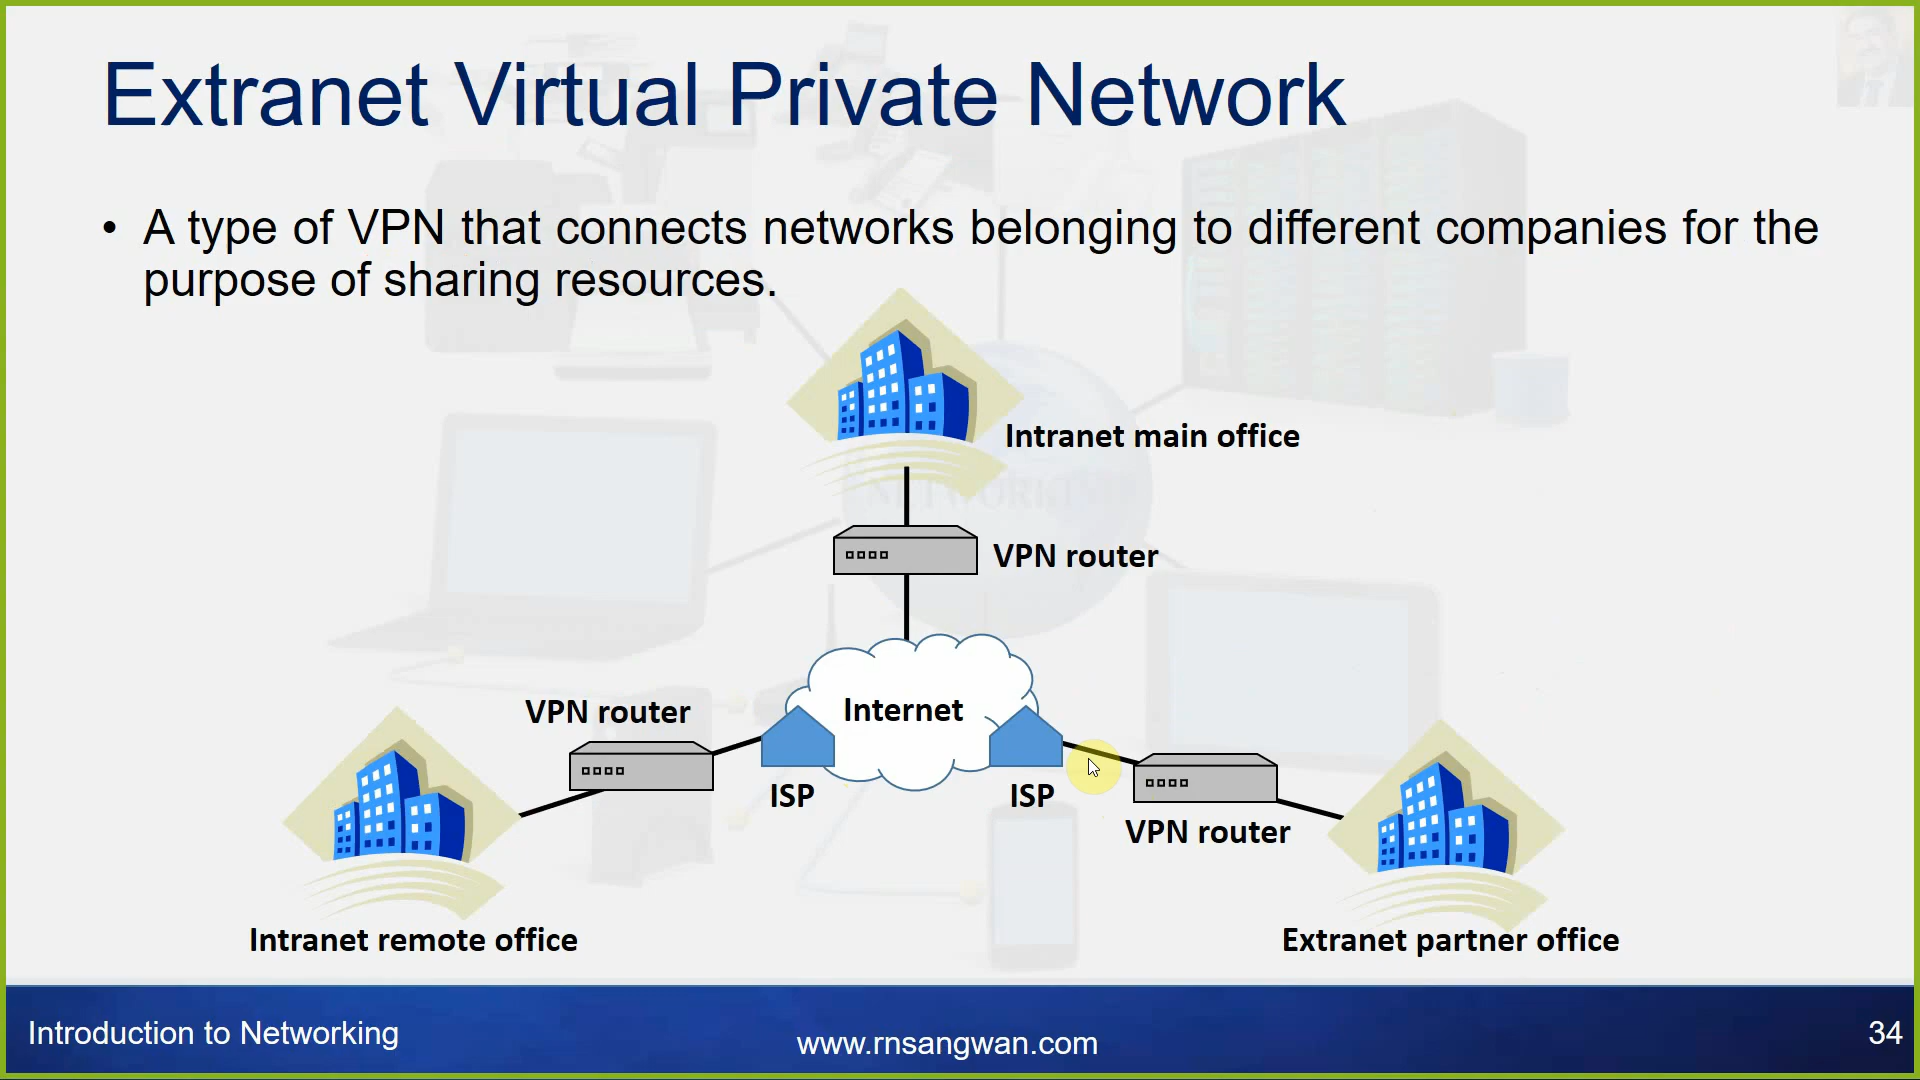 Extranet Virtual Private Network
• A type of VPN that connects networks belonging to different companies for the
purpose of sharing resources.
Intranet main office
VPN router
Internet
VPN router
ISP
ISP
VPN router
Intranet remote office
Extranet partner office
Introduction to Networking
www.rnsangwan.com
34